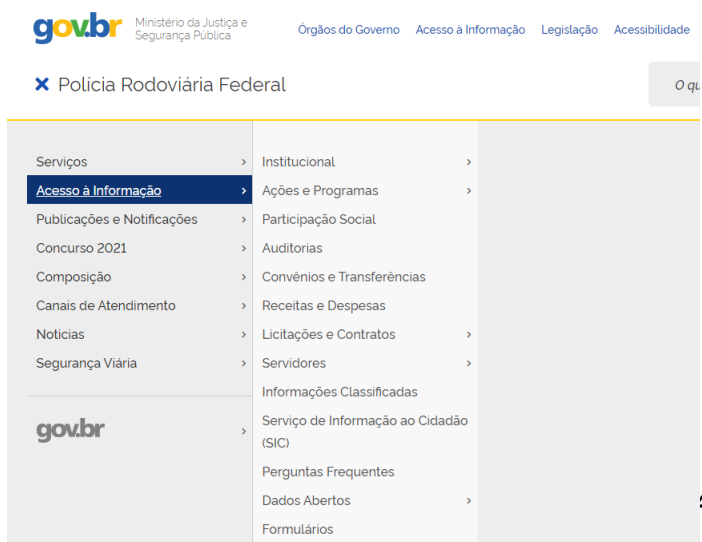 gov.br
Ministério da Justiça e
Segurança Pública
Órgãos do Governo Acesso à Informação Legislação Acessibilidade
Polícia Rodoviária Federal
O qu
Serviços
Acesso à Informação
Publicações e Notificações
Concurso 2021
Composição
Canais de Atendimento
Noticias
Segurança Viária
gov.br
Institucional
Ações e Programas
Participação Social
Auditorias
Convênios e Transferências
Receitas e Despesas
Licitações e Contratos
Servidores
Informações Classificadas
Serviço de Informação ao Cidadão
(SIC)
Perguntas Frequentes
Dados Abertos
Formulários